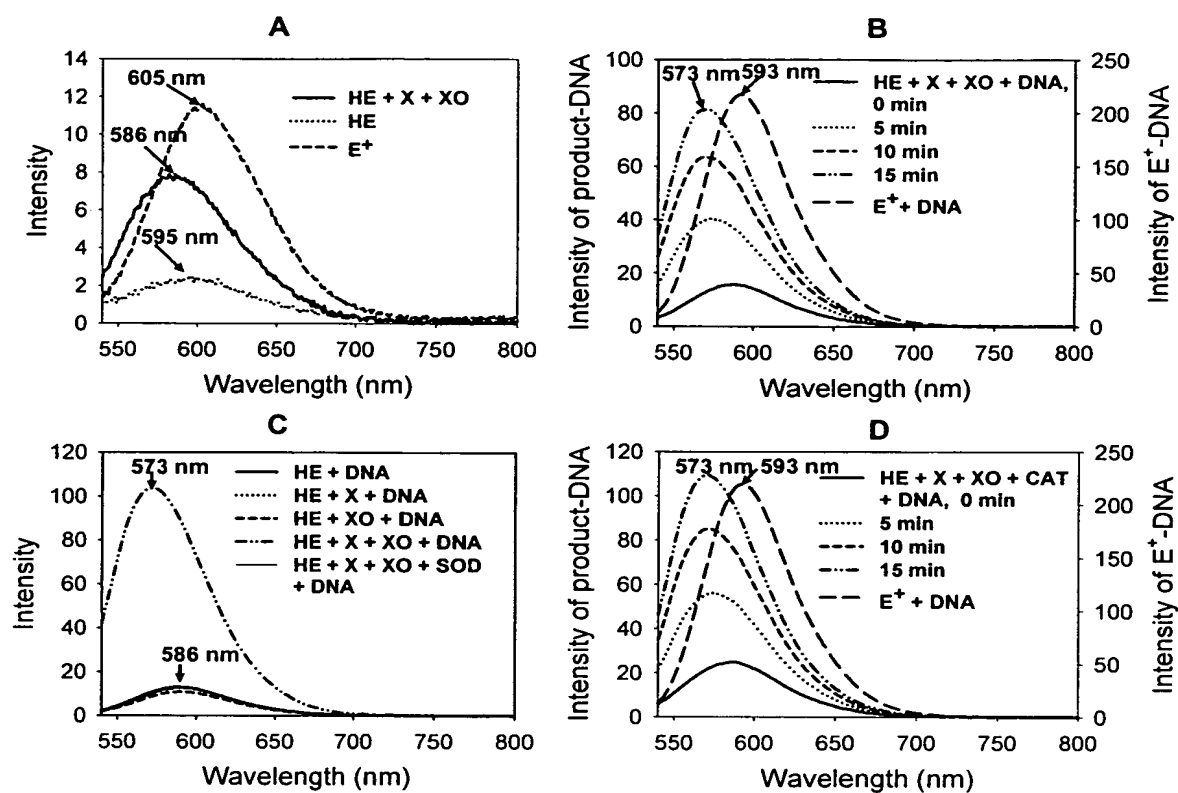 A
14
12
10
8
6
4
2
0
605 nm
586 nm
595 nm
HE + X + XO
HE
E+
550 600 650 700 750 800
Wavelength (nm)
Intensity
B
100
80
60
40
20
0
573 nm
593 nm
HE + X + XO + DNA,
0 min
5 min
10 min
15 min
E+ + DNA
250
200
150
100
50
0
550 600 650 700 750 800
Wavelength (nm)
Intensity of product-DNA
Intensity of E+-DNA
C
120
100
80
60
40
20
0
573 nm
586 nm
HE + DNA
HE + X + DNA
HE + XO + DNA
HE + X + XO + DNA
HE + X + XO + SOD
+ DNA
550 600 650 700 750 800
Wavelength (nm)
Intensity
D
120
100
80
60
40
20
0
573 nm
593 nm
HE + X + XO + CAT
+ DNA, 0 min
5 min
10 min
15 min
E+ + DNA
250
200
150
100
50
0
550 600 650 700 750 800
Wavelength (nm)
Intensity of product-DNA
Intensity of E+-DNA